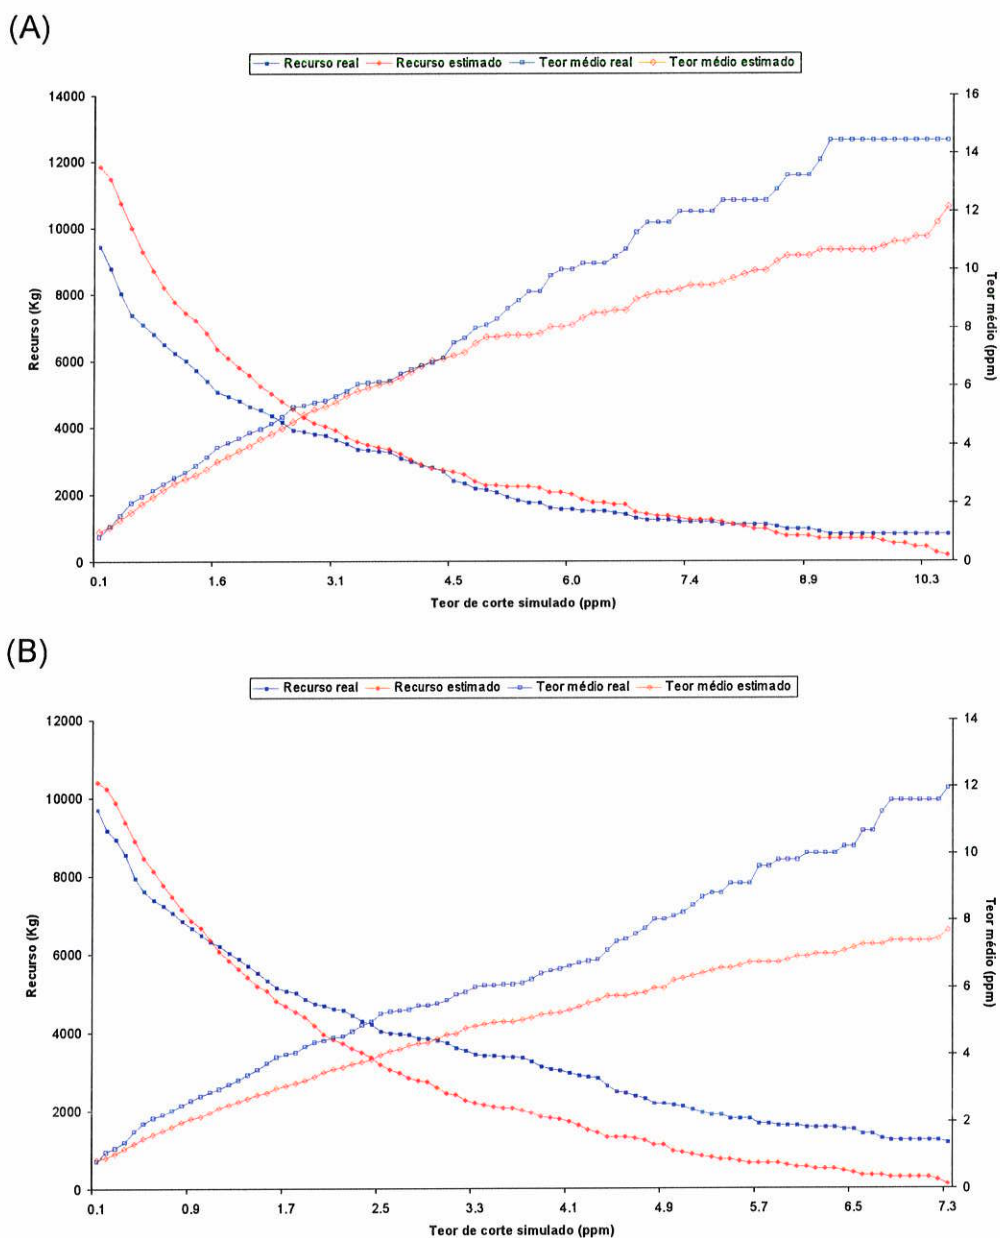 (A)
Recurso real Recurso estimado Teor médio real Teor médio estimado
14000
12000
10000
8000
6000
4000
2000
0
Recurso (Kg)
16
14
12
10
8
6
4
2
0
Teor médio (ppm)
0.1 1.6 3.1 4.5 6.0 7.4 8.9 10.3
Teor de corte simulado (ppm)
(B)
Recurso real Recurso estimado Teor médio real Teor médio estimado
12000
10000
8000
6000
4000
2000
0
Recurso (Kg)
14
12
10
8
6
4
2
0
Teor médio (ppm)
0.1 0.9 1.7 2.5 3.3 4.1 4.9 5.7 6.5 7.3
Teor de corte simulado (ppm)